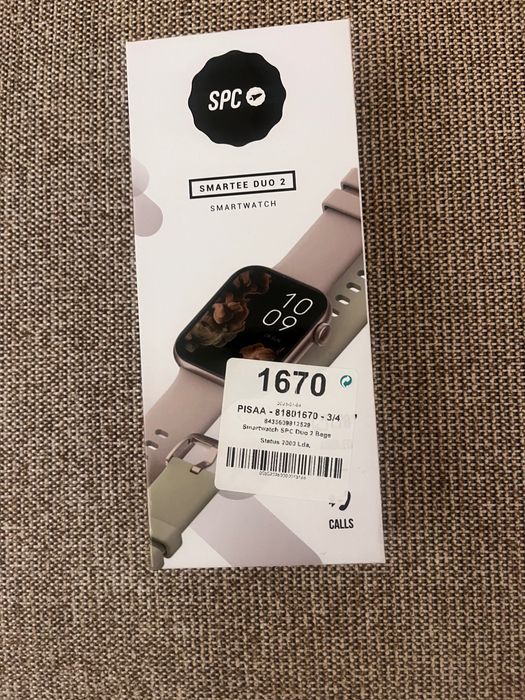 SPC
SMARTEE DUO 2
SMARTWATCH
10
09
1670
PISAA - 81801670 - 3/4
Smartwatch SPC Duo 2 Bege
Status 2003 Lda.
CALLS